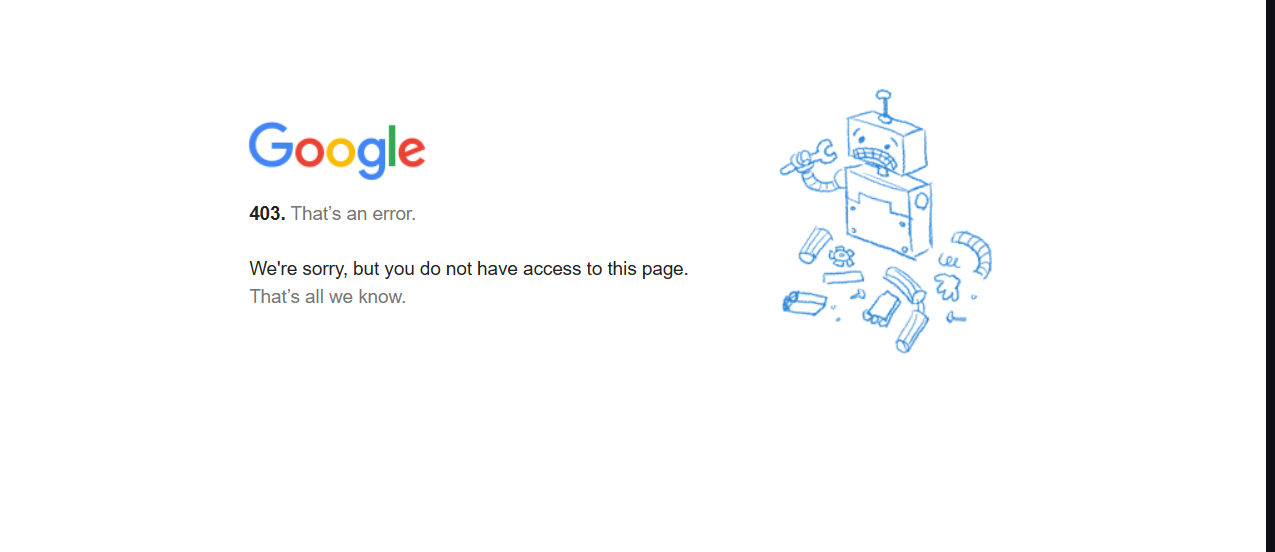 Google
403. That’s an error.
We're sorry, but you do not have access to this page.
That’s all we know.